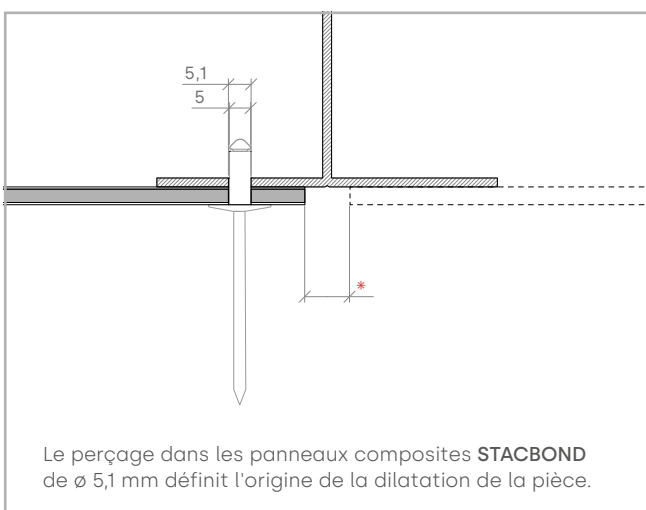 5,1
5
*
Le perçage dans les panneaux composites STACBOND
de ø 5,1 mm définit l'origine de la dilatation de la pièce.